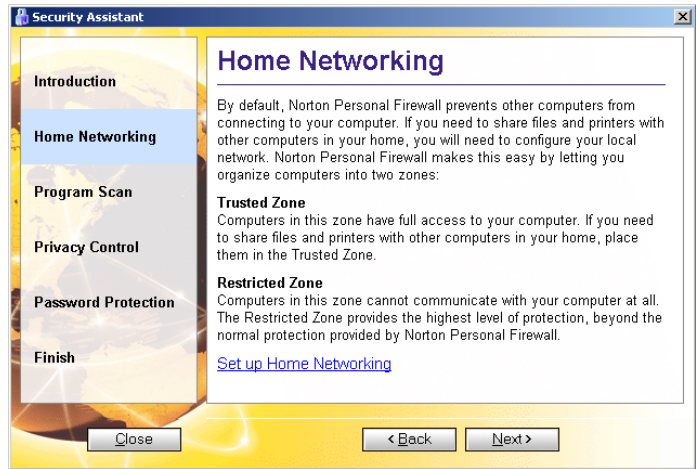 Security Assistant
Introduction
Home Networking
Program Scan
Privacy Control
Password Protection
Finish
Home Networking
By default, Norton Personal Firewall prevents other computers from
connecting to your computer. If you need to share files and printers with
other computers in your home, you will need to configure your local
network. Norton Personal Firewall makes this easy by letting you
organize computers into two zones:
Trusted Zone
Computers in this zone have full access to your computer. If you need
to share files and printers with other computers in your home, place
them in the Trusted Zone.
Restricted Zone
Computers in this zone cannot communicate with your computer at all.
The Restricted Zone provides the highest level of protection, beyond the
normal protection provided by Norton Personal Firewall.
Set up Home Networking
Close
< Back
Next >